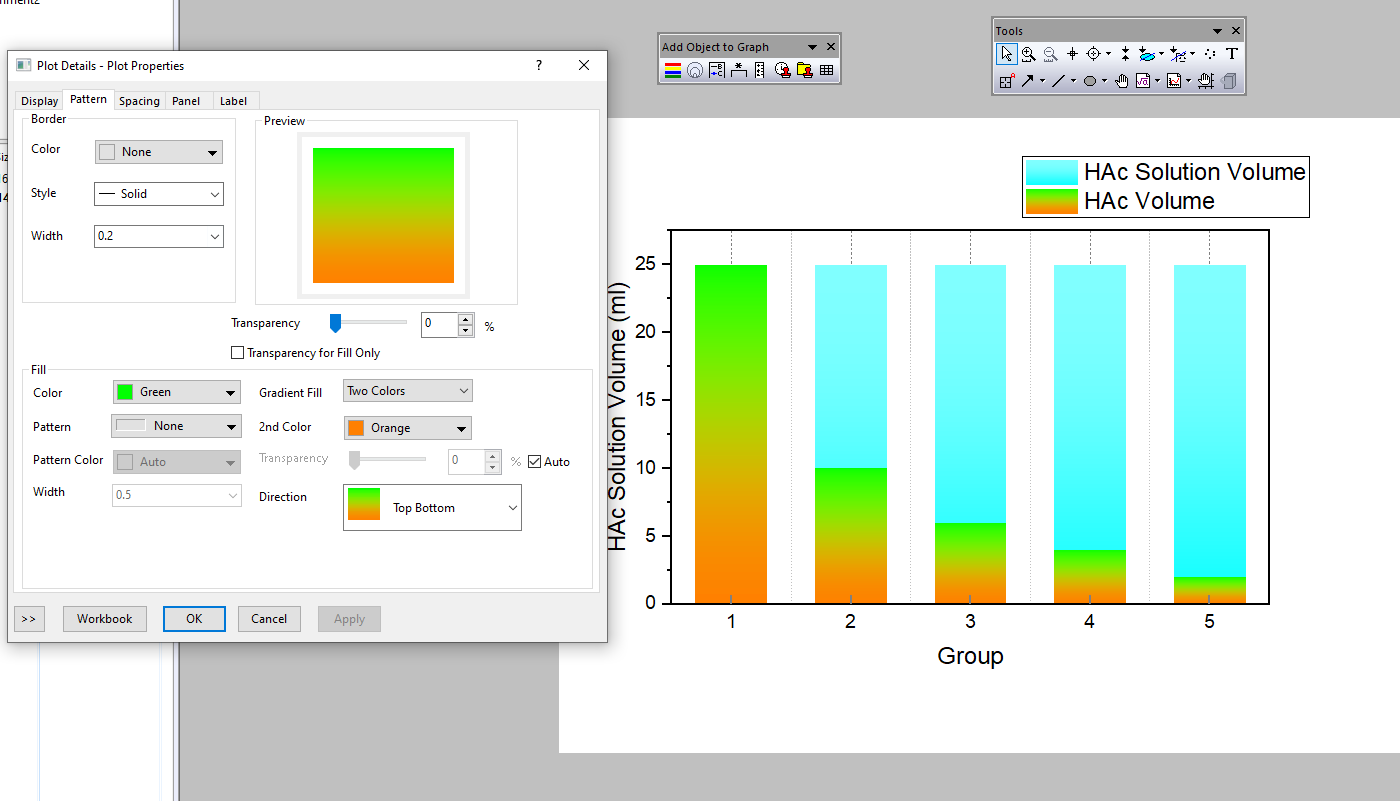 Plot Details - Plot Properties
?
Display Pattern Spacing Panel Label
Border
Color None
Style Solid
Width 0.2
Preview
Transparency 0 %
Transparency for Fill Only
Fill
Color Green
Pattern None
Pattern Color Auto
Width 0.5
Gradient Fill Two Colors
2nd Color Orange
Transparency 0 % Auto
Direction Top Bottom
>> Workbook OK Cancel Apply
Add Object to Graph
Tools
T
HAc Solution Volume
HAc Volume
HAc Solution Volume (ml)
25
20
15
10
5
0
1 2 3 4 5
Group